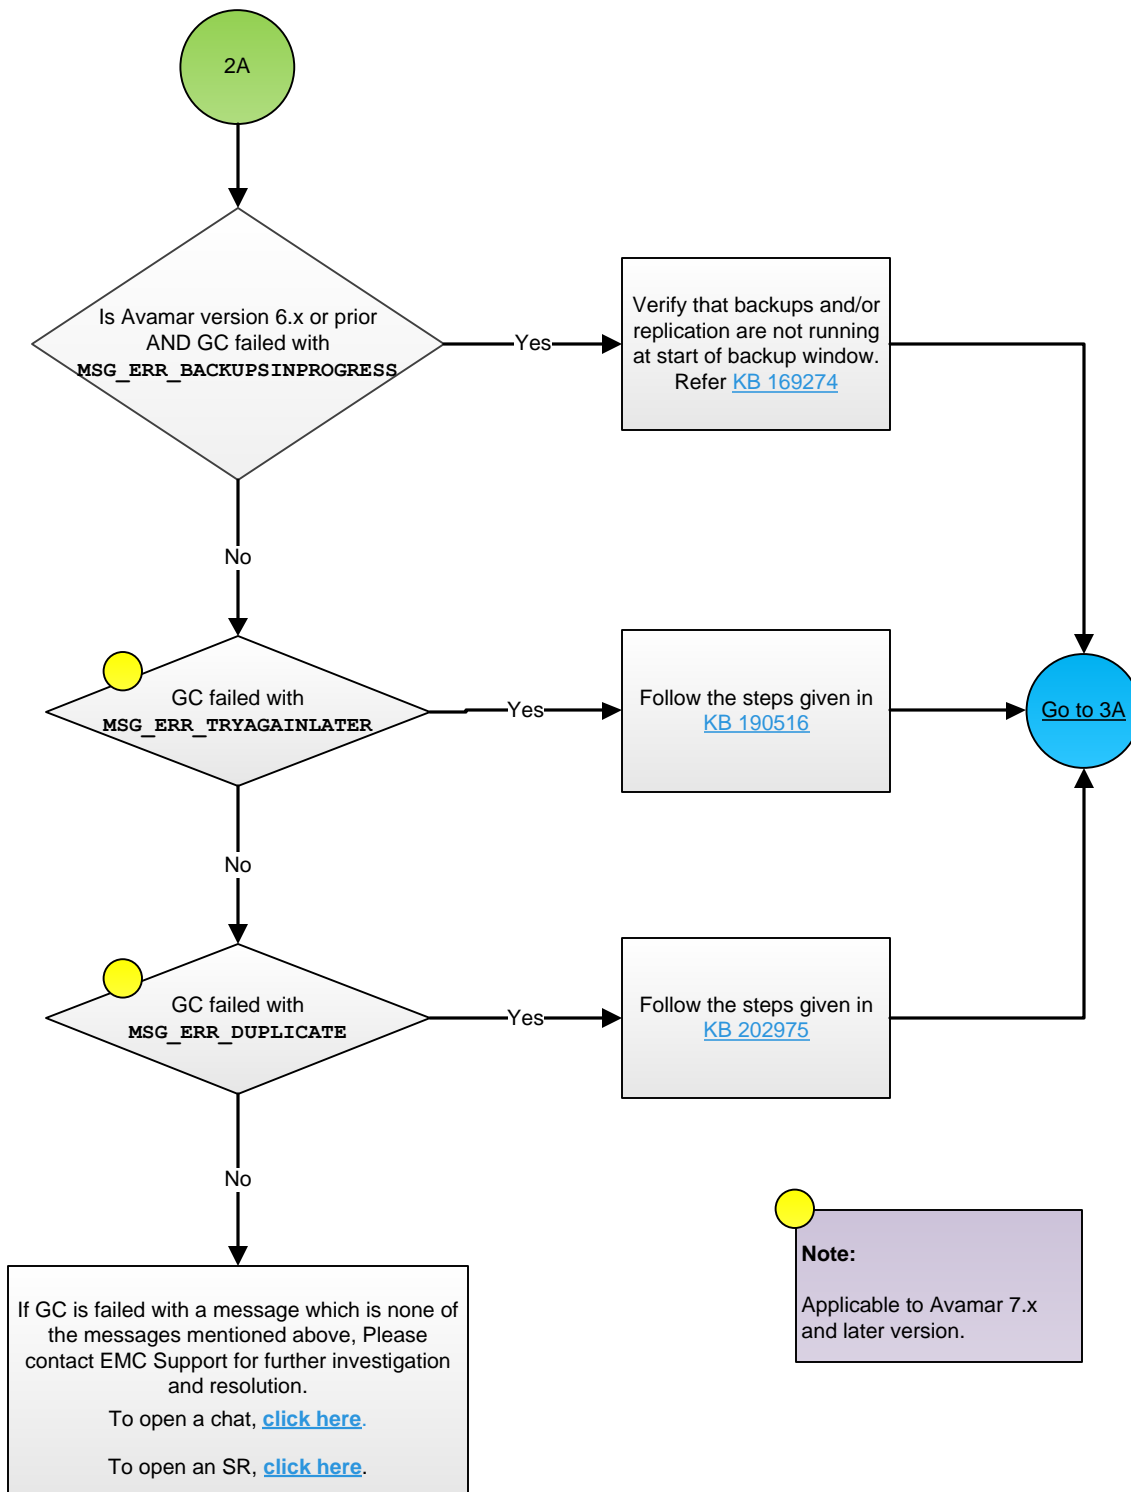 2A
Is Avamar version 6.x or prior
AND GC failed with
MSG_ERR_BACKUPSINPROGRESS
Yes
Verify that backups and/or
replication are not running
at start of backup window.
Refer KB 169274
No
GC failed with
MSG_ERR_TRYAGAINLATER
Yes
Follow the steps given in
KB 190516
Go to 3A
No
GC failed with
MSG_ERR_DUPLICATE
Yes
Follow the steps given in
KB 202975
No
Note:
Applicable to Avamar 7.x
and later version.
If GC is failed with a message which is none of
the messages mentioned above, Please
contact EMC Support for further investigation
and resolution.
To open a chat, click here.
To open an SR, click here.